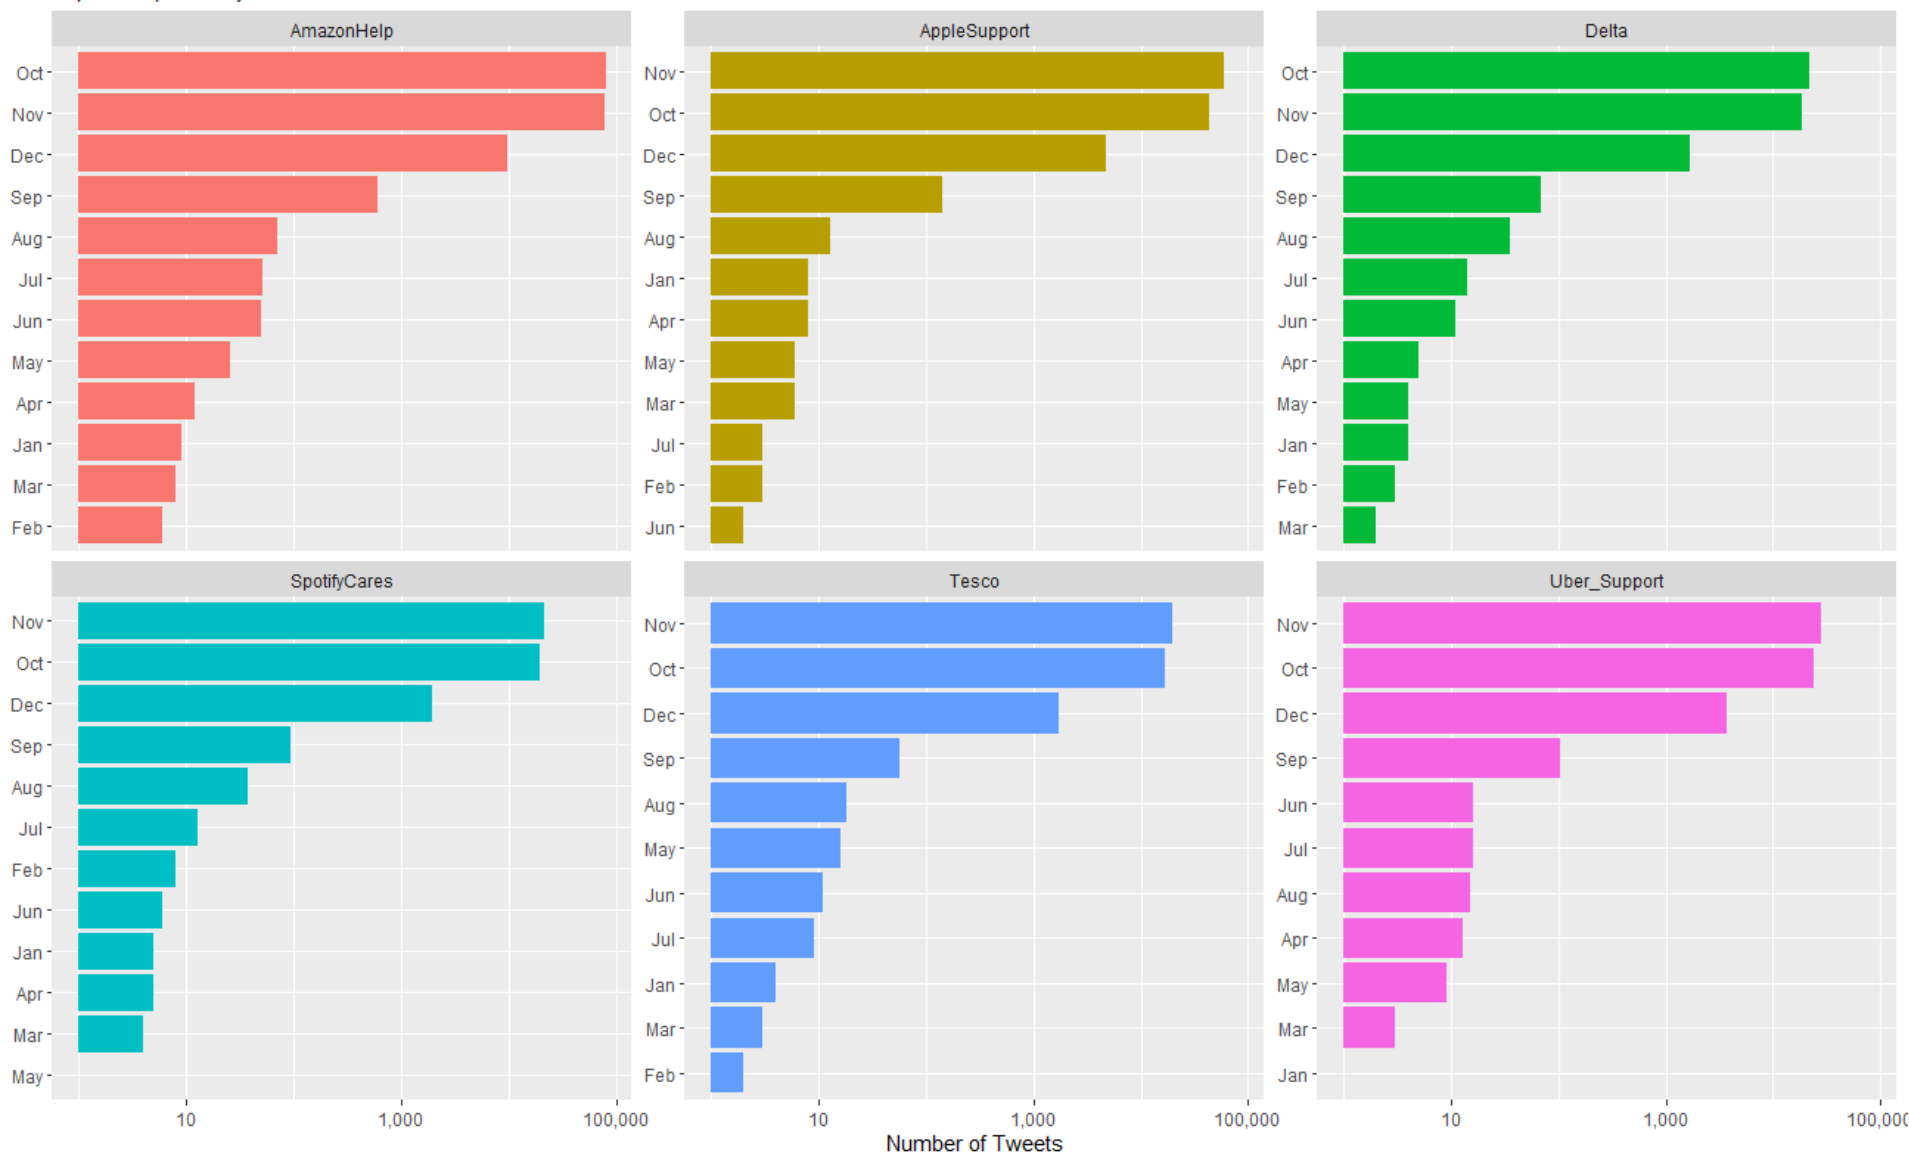 AmazonHelp
Oct
Nov
Dec
Sep
Aug
Jul
Jun
May
Apr
Jan
Mar
Feb
AppleSupport
Nov
Oct
Dec
Sep
Aug
Jan
Apr
May
Mar
Jul
Feb
Jun
Delta
Oct
Nov
Dec
Sep
Aug
Jul
Jun
Apr
May
Jan
Feb
Mar
SpotifyCares
Nov
Oct
Dec
Sep
Aug
Jul
Feb
Jun
Jan
Apr
Mar
May
10 1,000 100,000
Tesco
Nov
Oct
Dec
Sep
Aug
May
Jun
Jul
Jan
Mar
Feb
10 1,000 100,000
Uber_Support
Nov
Oct
Dec
Sep
Jun
Jul
Aug
Apr
May
Mar
Jan
10 1,000 100,000
Number of Tweets